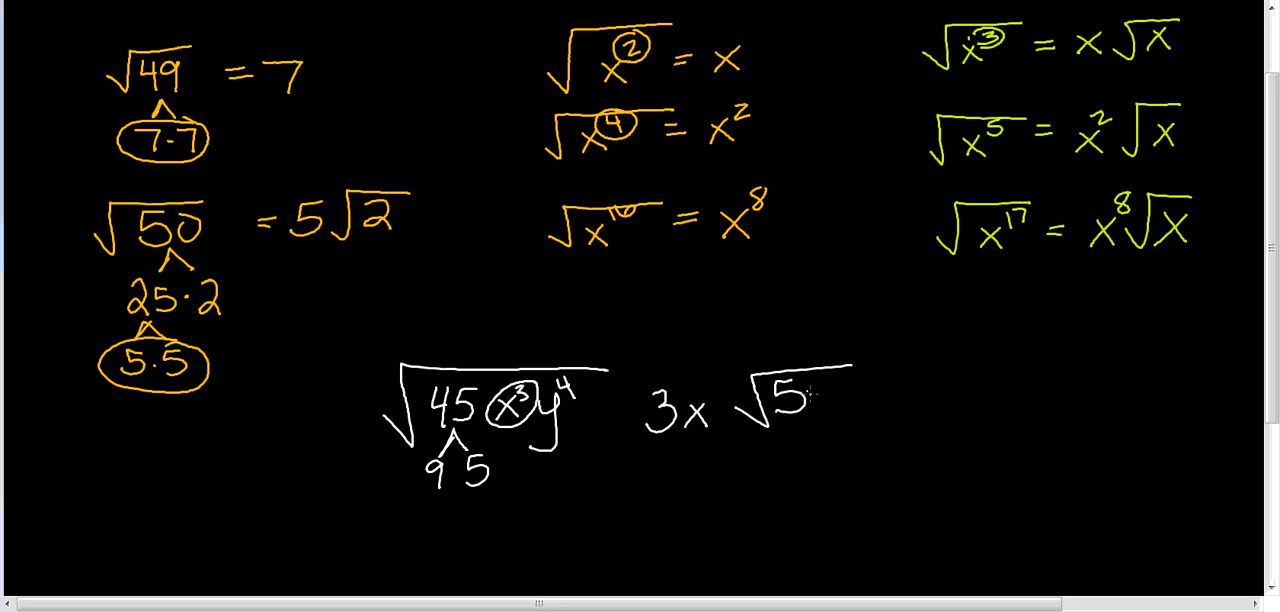 √49 = 7
7·7
√50 = 5√2
25·2
5·5
√x² = x
√x⁴ = x²
√x¹⁶ = x⁸
√x³ = x√x
√x⁵ = x²√x
√x¹⁷ = x⁸√x
√45x³y⁴ 3x √5
9 5